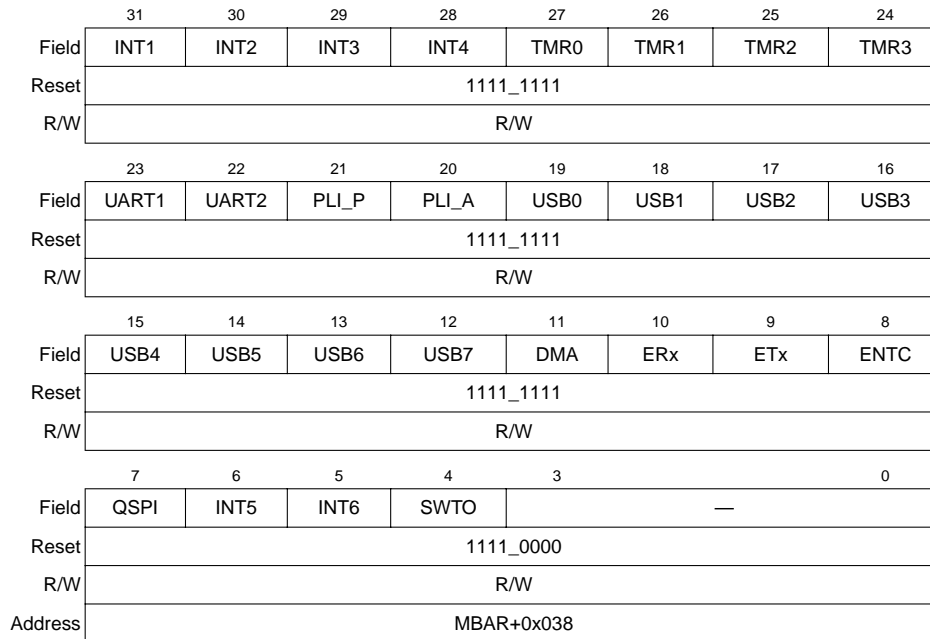 31 30 29 28 27 26 25 24
Field INT1 INT2 INT3 INT4 TMR0 TMR1 TMR2 TMR3
Reset 1111_1111
R/W R/W
23 22 21 20 19 18 17 16
Field UART1 UART2 PLI_P PLI_A USB0 USB1 USB2 USB3
Reset 1111_1111
R/W R/W
15 14 13 12 11 10 9 8
Field USB4 USB5 USB6 USB7 DMA ERx ETx ENTC
Reset 1111_1111
R/W R/W
7 6 5 4 3 0
Field QSPI INT5 INT6 SWTO —
Reset 1111_0000
R/W R/W
Address MBAR+0x038